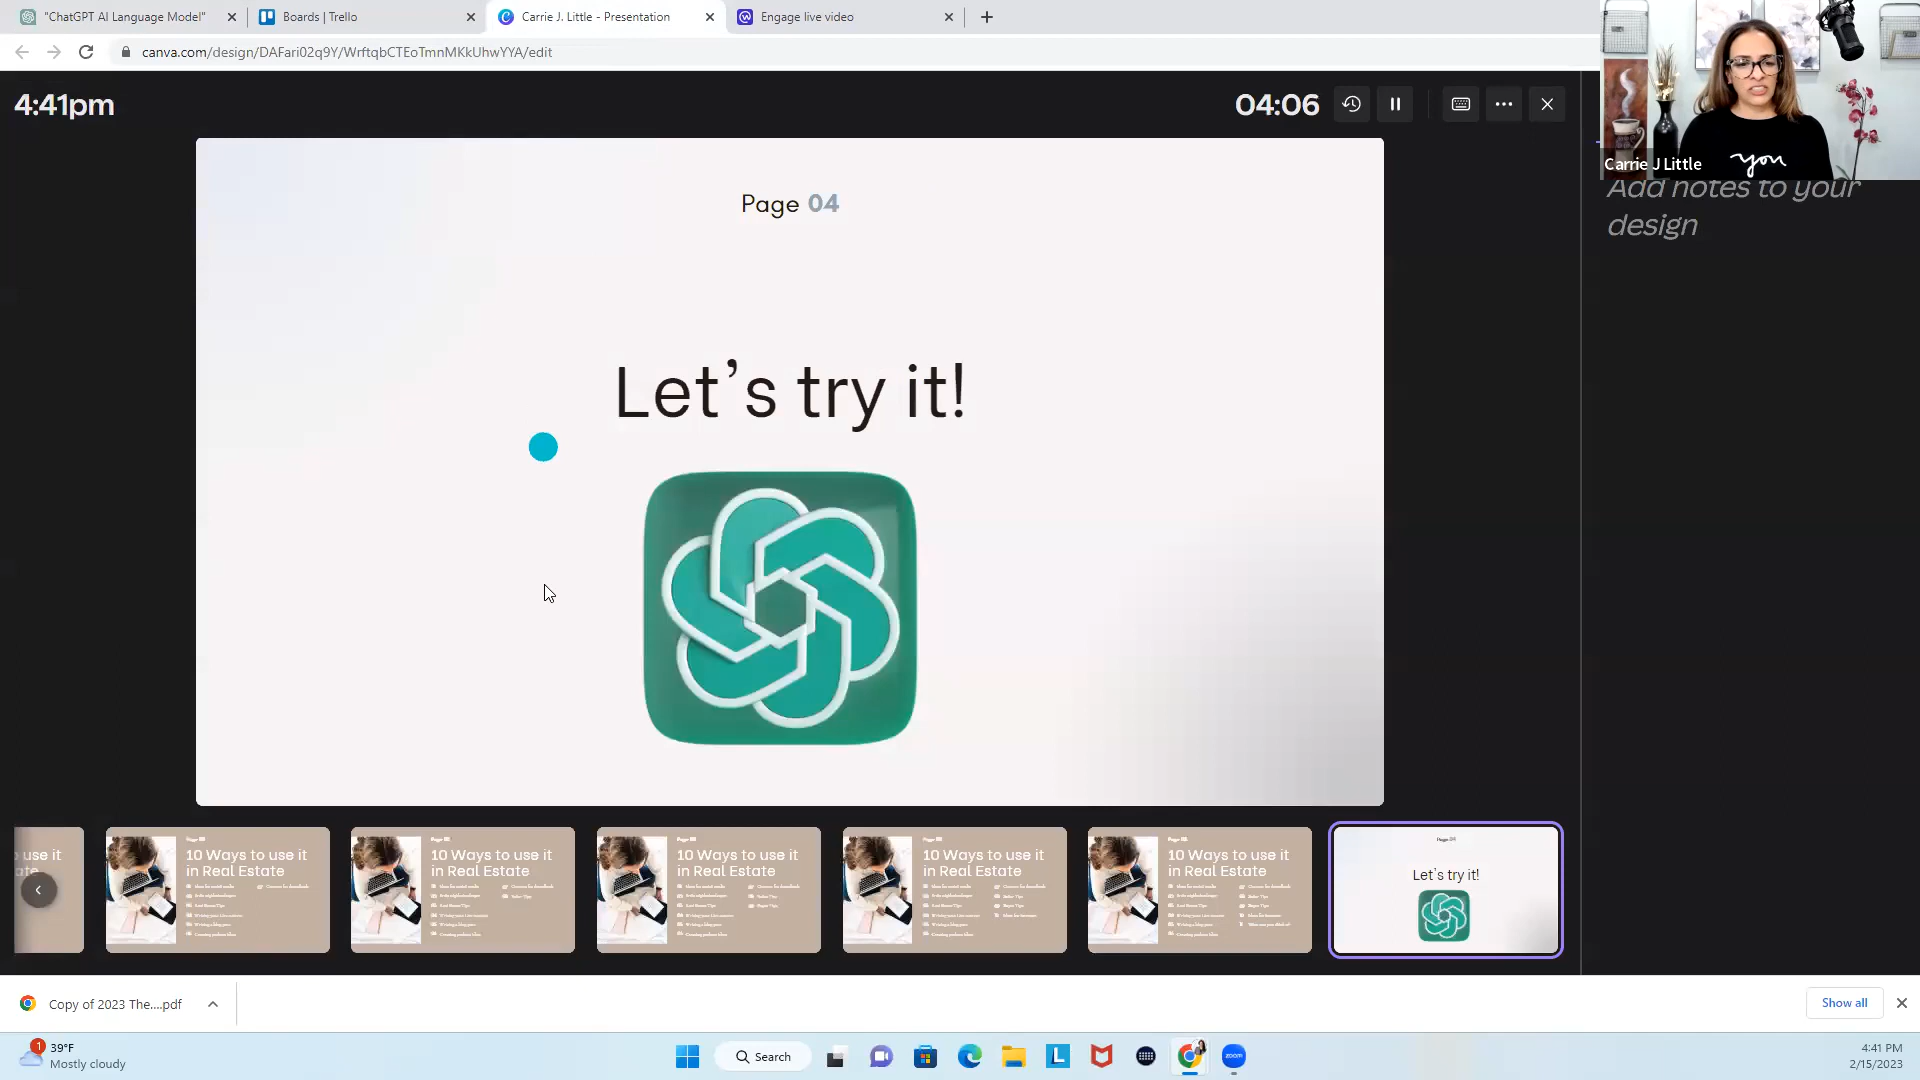 "ChatGPT AI Language Model"
Boards | Trello
Carrie J. Little - Presentation
Engage live video
canva.com/design/DAFari02q9Y/WrftqbCTEoTmnMKkUhwYYA/edit
4:41pm
04:06
Carrie J Little
you
Add notes to your
design
Page 04
Let's try it!
use it
10 Ways to use it
in Real Estate
10 Ways to use it
in Real Estate
10 Ways to use it
in Real Estate
10 Ways to use it
in Real Estate
10 Ways to use it
in Real Estate
Page 04
Let's try it!
Copy of 2023 The....pdf
Show all
1
39°F
Mostly cloudy
Search
L
zoom
4:41 PM
2/15/2023